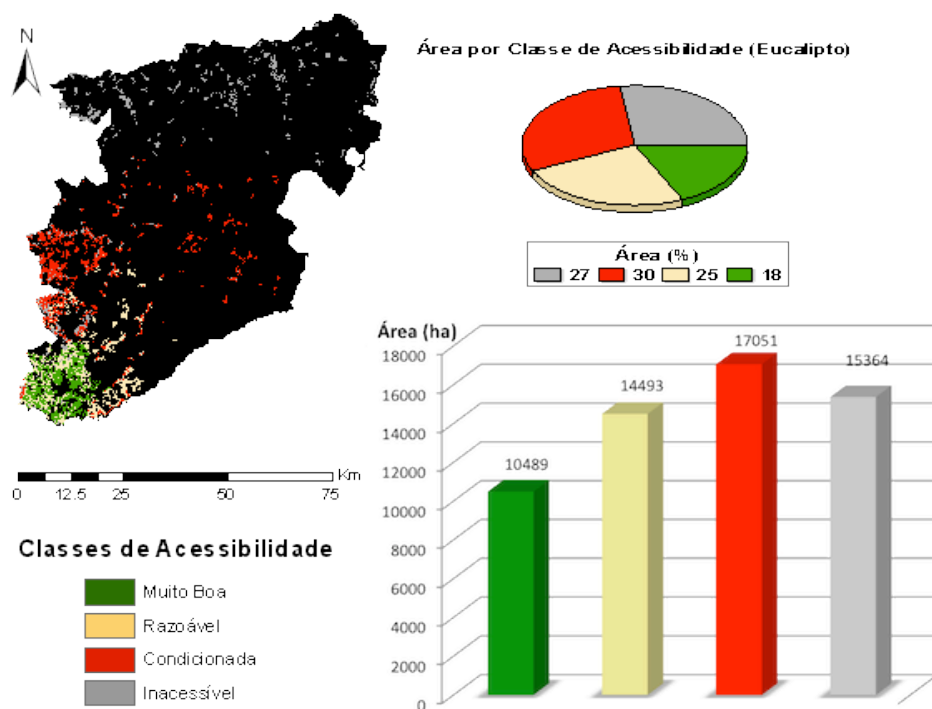 N
Área por Classe de Acessibilidade (Eucalipto)
Área (%)
27 30 25 18
Km
0 12.5 25 50 75
Classes de Acessibilidade
Muito Boa
Razoável
Condicionada
Inacessível
Área (ha)
18000
16000
14000
12000
10000
8000
6000
4000
2000
0
10489
14493
17051
15364